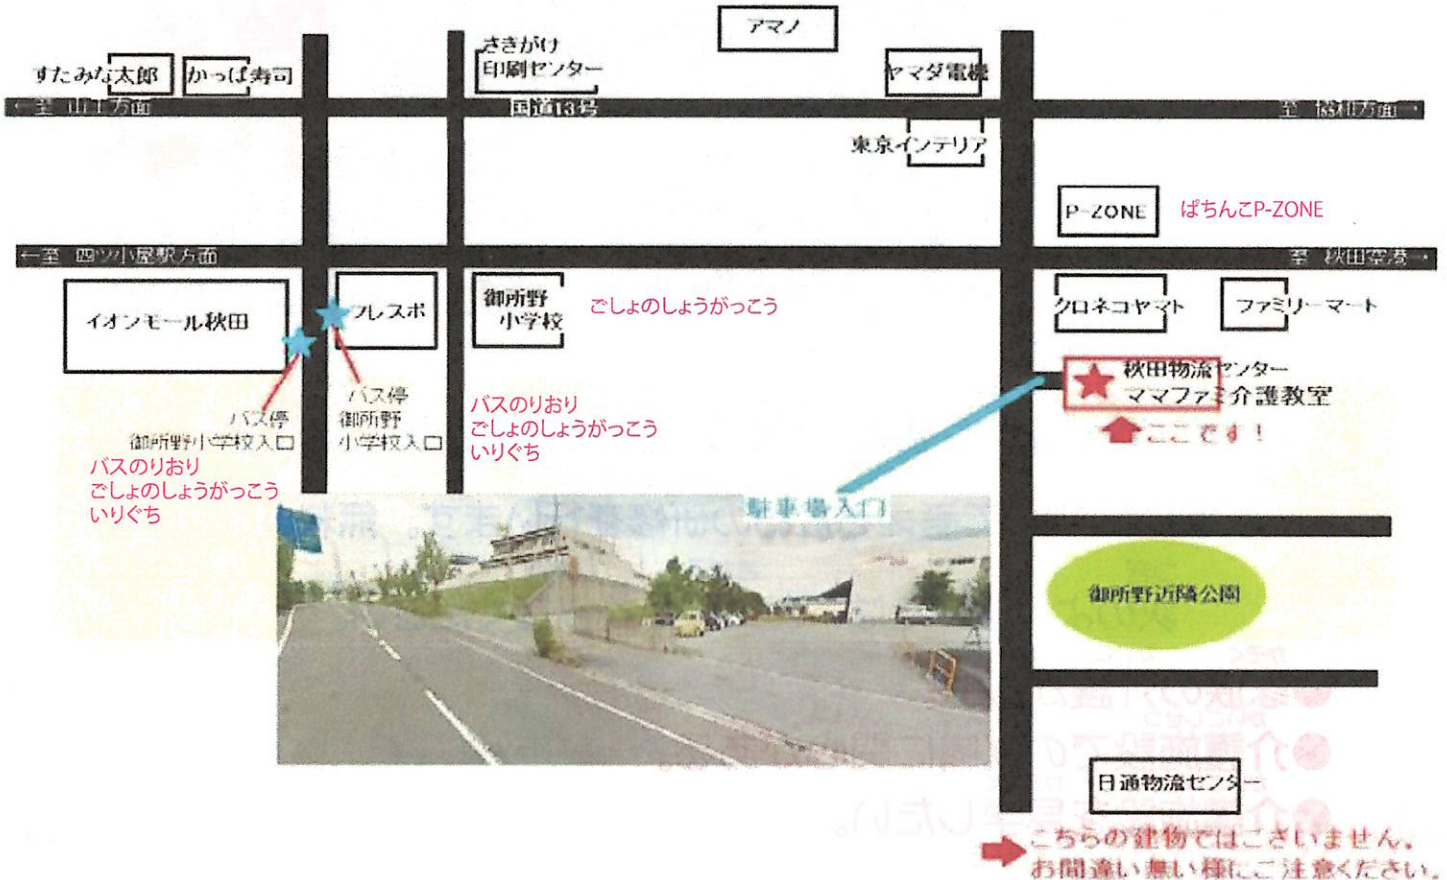 アマノ
さきがけ
印刷センター
ヤマダ電機
すたみな太郎
かっぱ寿司
←至 山王方面
国道13号
至 協和方面→
東京インテリア
P-ZONE
ぱちんこP-ZONE
←至 四ツ小屋駅方面
至 秋田空港→
イオンモール秋田
フレスポ
御所野
小学校
ごしょのしょうがっこう
クロネコヤマト
ファミリーマート
秋田物流センター
ママファミ介護教室
ここです！
バス停
御所野小学校入口
バスのりおり
ごしょのしょうがっこう
いりぐち
バス停
御所野
小学校入口
バスのりおり
ごしょのしょうがっこう
いりぐち
駐車場入口
御所野近隣公園
日通物流センター
こちらの建物ではございません。
お間違い無い様にご注意ください。